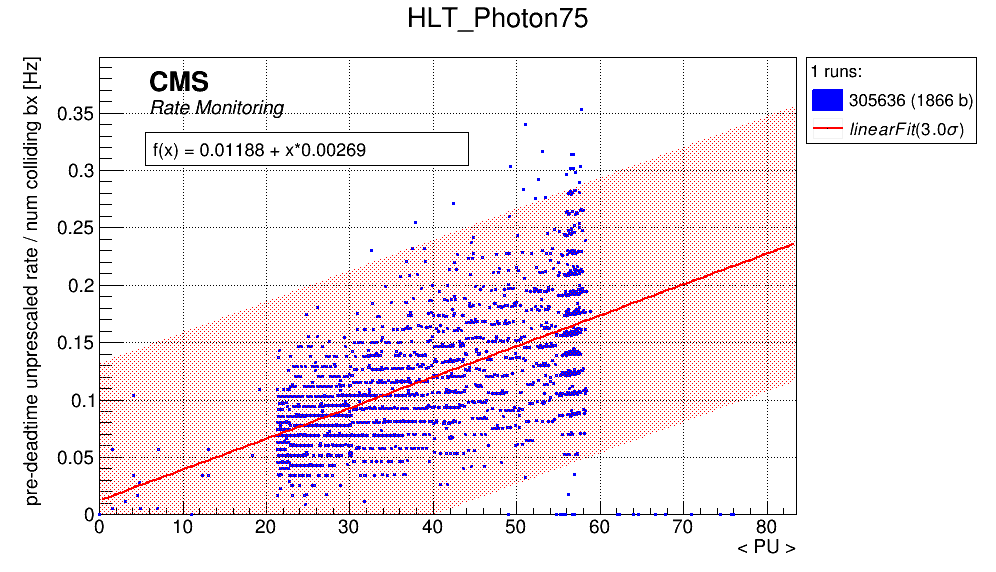 HLT_Photon75
pre-deadtime unprescaled rate / num colliding bx [Hz]
CMS
Rate Monitoring
f(x) = 0.01188 + x*0.00269
1 runs:
305636 (1866 b)
linearFit(3.0σ)
0.35
0.3
0.25
0.2
0.15
0.1
0.05
0
0 10 20 30 40 50 60 70 80
< PU >